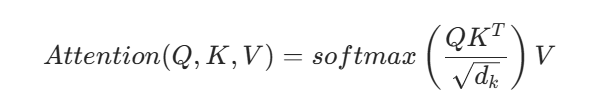 Attention(Q, K, V) = softmax(QK^T / √d_k)V